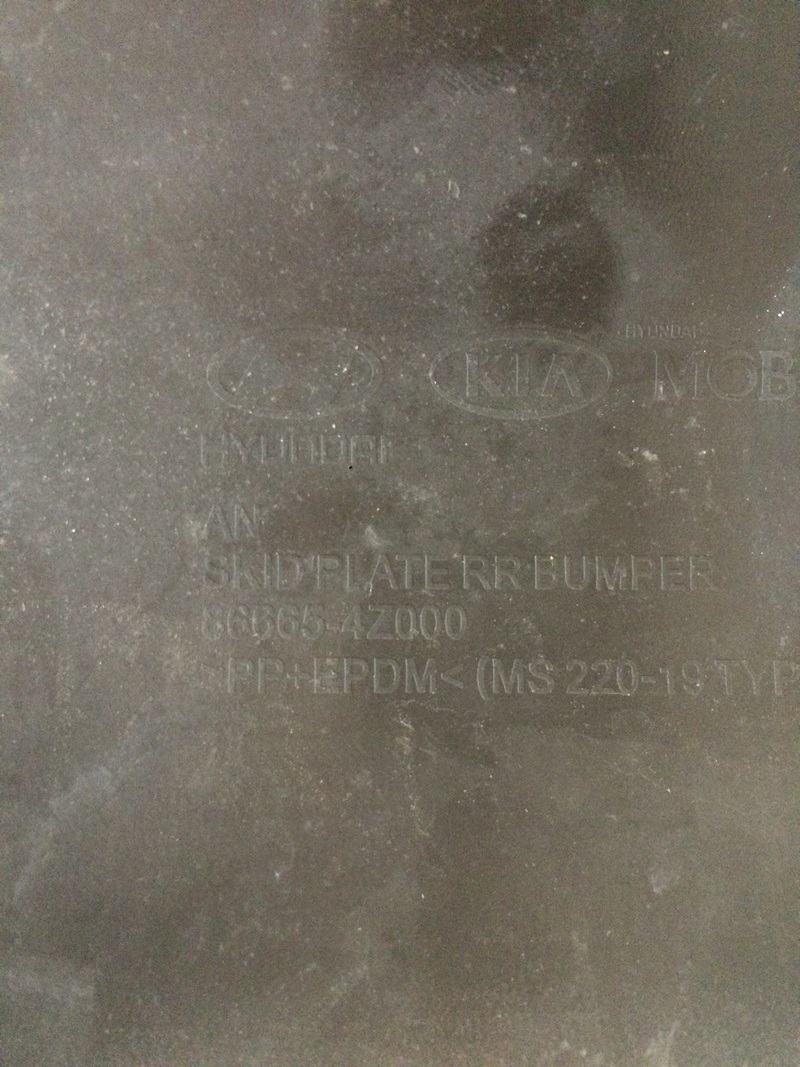 KIA HYUNDAI MOB
HYUNDAI
AN
SKID PLATE RR BUMPER
86665-4Z000
>PP+EPDM< (MS 220-19 TYP